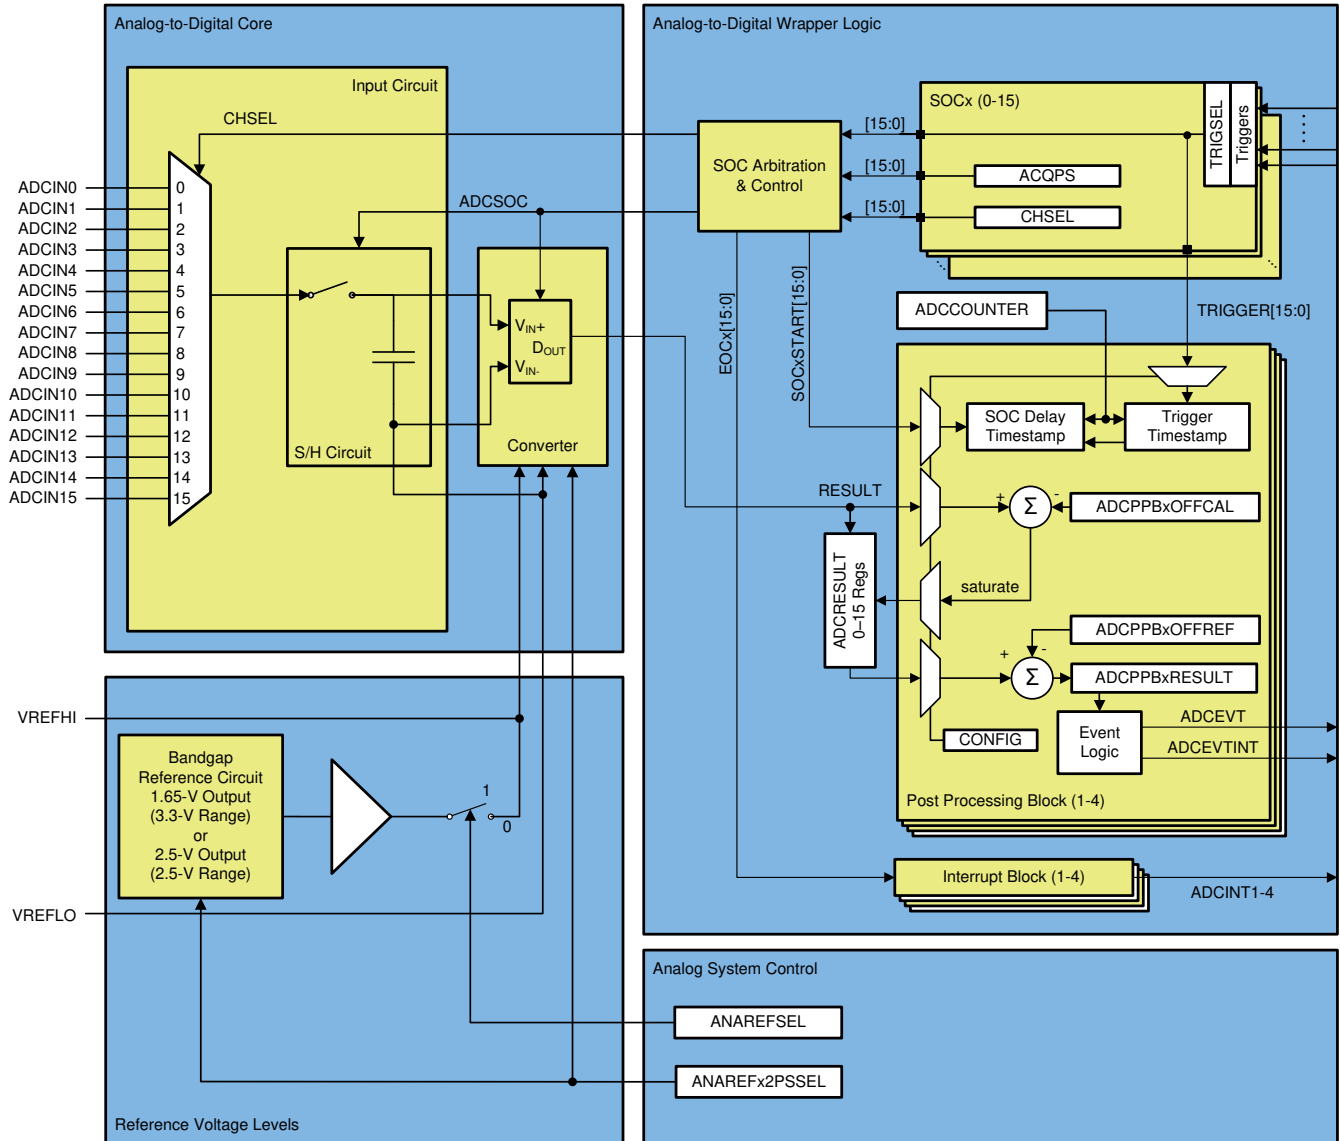 Analog-to-Digital Core
Input Circuit
CHSEL
ADCIN0 0
ADCIN1 1
ADCIN2 2
ADCIN3 3
ADCIN4 4
ADCIN5 5
ADCIN6 6
ADCIN7 7
ADCIN8 8
ADCIN9 9
ADCIN10 10
ADCIN11 11
ADCIN12 12
ADCIN13 13
ADCIN14 14
ADCIN15 15
ADCSOC
S/H Circuit
VIN+
DOUT
VIN-
Converter
Analog-to-Digital Wrapper Logic
SOC Arbitration
& Control
[15:0]
[15:0]
[15:0]
SOCx (0-15)
TRIGSEL
Triggers
ACQPS
CHSEL
EOCx[15:0]
SOCxSTART[15:0]
ADCCOUNTER
TRIGGER[15:0]
SOC Delay
Timestamp
Trigger
Timestamp
RESULT
+
Σ
-
ADCPPBxOFFCAL
ADCRESULT
0–15 Regs
saturate
ADCPPBxOFFREF
+
-
Σ
ADCPPBxRESULT
CONFIG
Event
Logic
ADCEVT
ADCEVTINT
Post Processing Block (1-4)
Interrupt Block (1-4)
ADCINT1-4
VREFHI
Bandgap
Reference Circuit
1.65-V Output
(3.3-V Range)
or
2.5-V Output
(2.5-V Range)
1
0
VREFLO
Reference Voltage Levels
Analog System Control
ANAREFSEL
ANAREFx2PSSEL